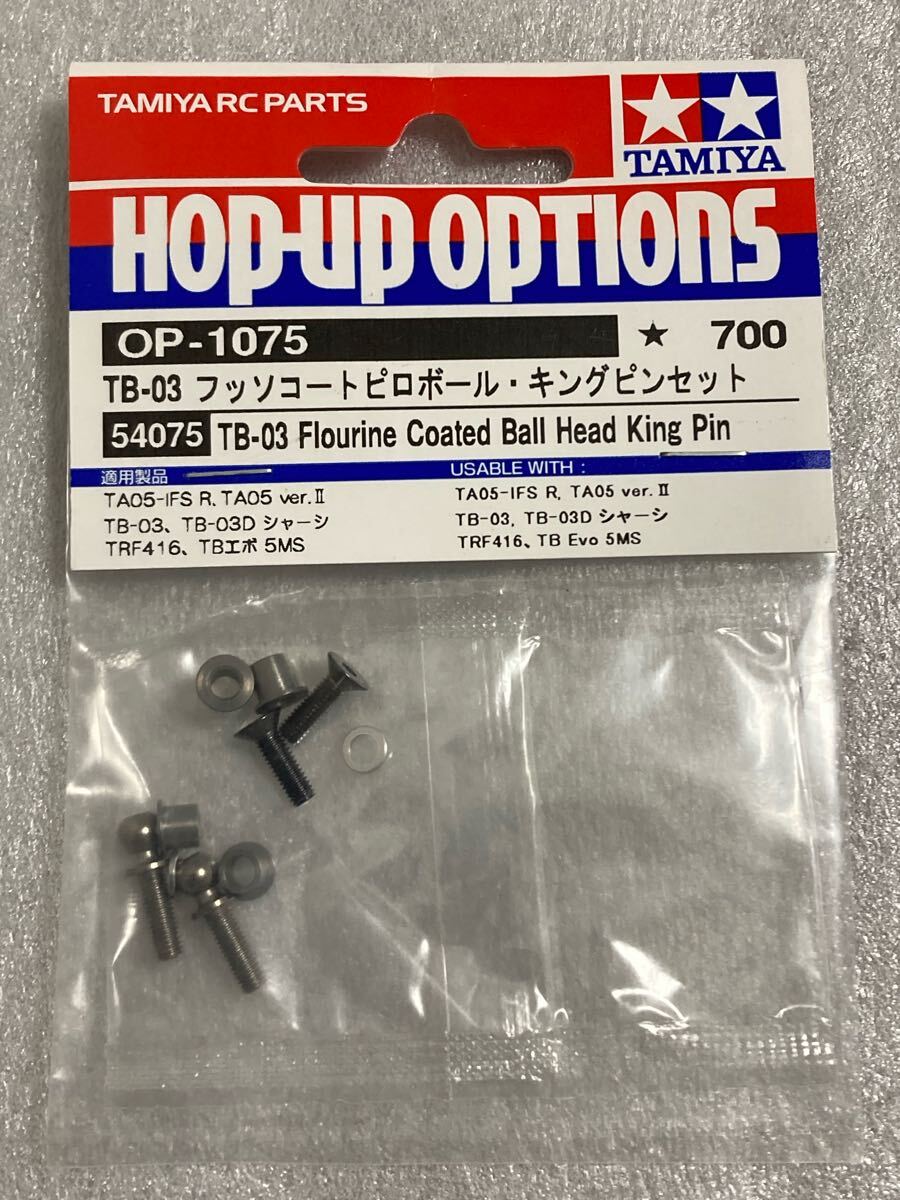 TAMIYA RC PARTS
TAMIYA
HOP-UP OPTIONS
OP-1075 ★ 700
TB-03 フッソコートピロボール・キングピンセット
54075 TB-03 Flourine Coated Ball Head King Pin
適用製品
TA05-IFS R, TA05 ver.Ⅱ
TB-03、TB-03D シャーシ
TRF416、TBエボ 5MS
USABLE WITH :
TA05-IFS R, TA05 ver.Ⅱ
TB-03, TB-03D シャーシ
TRF416、TB Evo 5MS